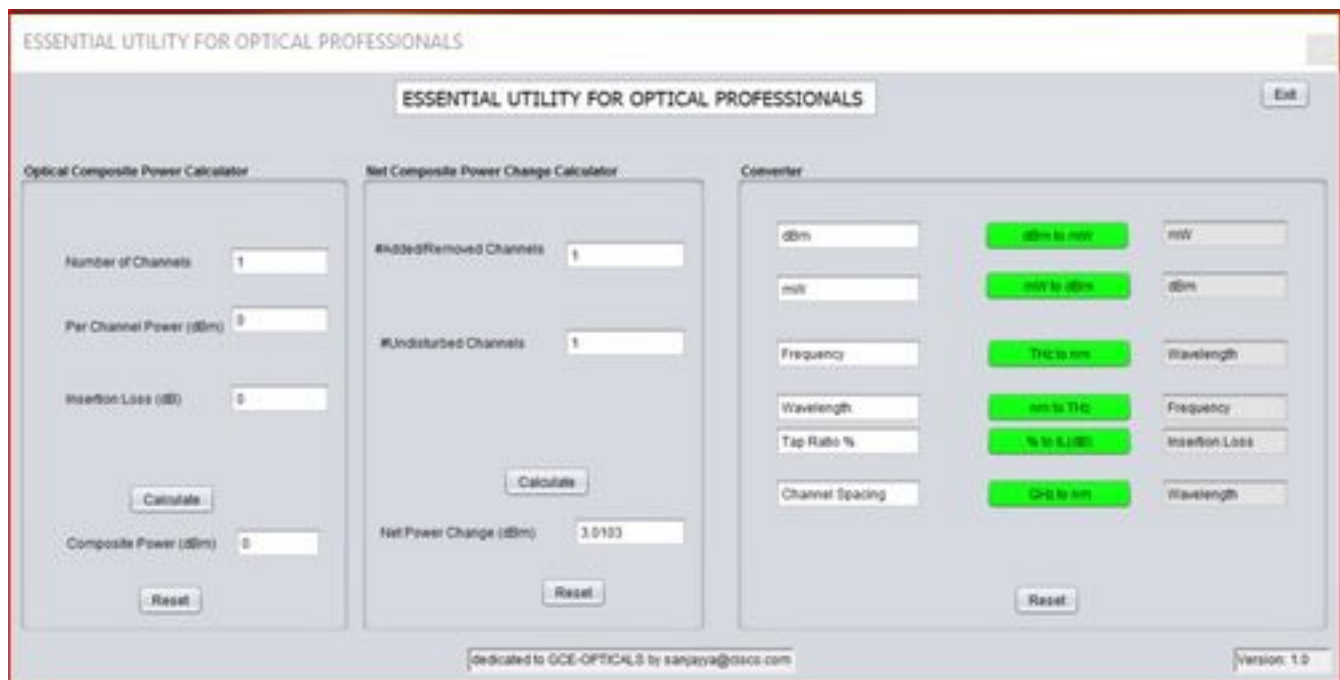 ESSENTIAL UTILITY FOR OPTICAL PROFESSIONALS
ESSENTIAL UTILITY FOR OPTICAL PROFESSIONALS
Exit
Optical Composite Power Calculator
Number of Channels 1
Per Channel Power (dBm) 0
Insertion Loss (dB) 0
Calculate
Composite Power (dBm) 0
Reset
Net Composite Power Change Calculator
#Added/Removed Channels 1
#Undisturbed Channels 1
Calculate
Net Power Change (dBm) 3.0103
Reset
Converter
dBm dBm to mW mW
mW mW to dBm dBm
Frequency THz to nm Wavelength
Wavelength nm to THz Frequency
Tap Ratio % % to IL(dB) Insertion Loss
Channel Spacing GHz to nm Wavelength
Reset
dedicated to GCE-OPTICALS by sanjayya@cisco.com
Version: 1.0